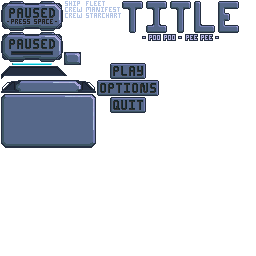 PAUSED
- PRESS SPACE -
SHIP FLEET
CREW MANIFEST
CREW STARCHART
TITLE
- POO POO - PEE PEE -
PAUSED
PLAY
OPTIONS
QUIT